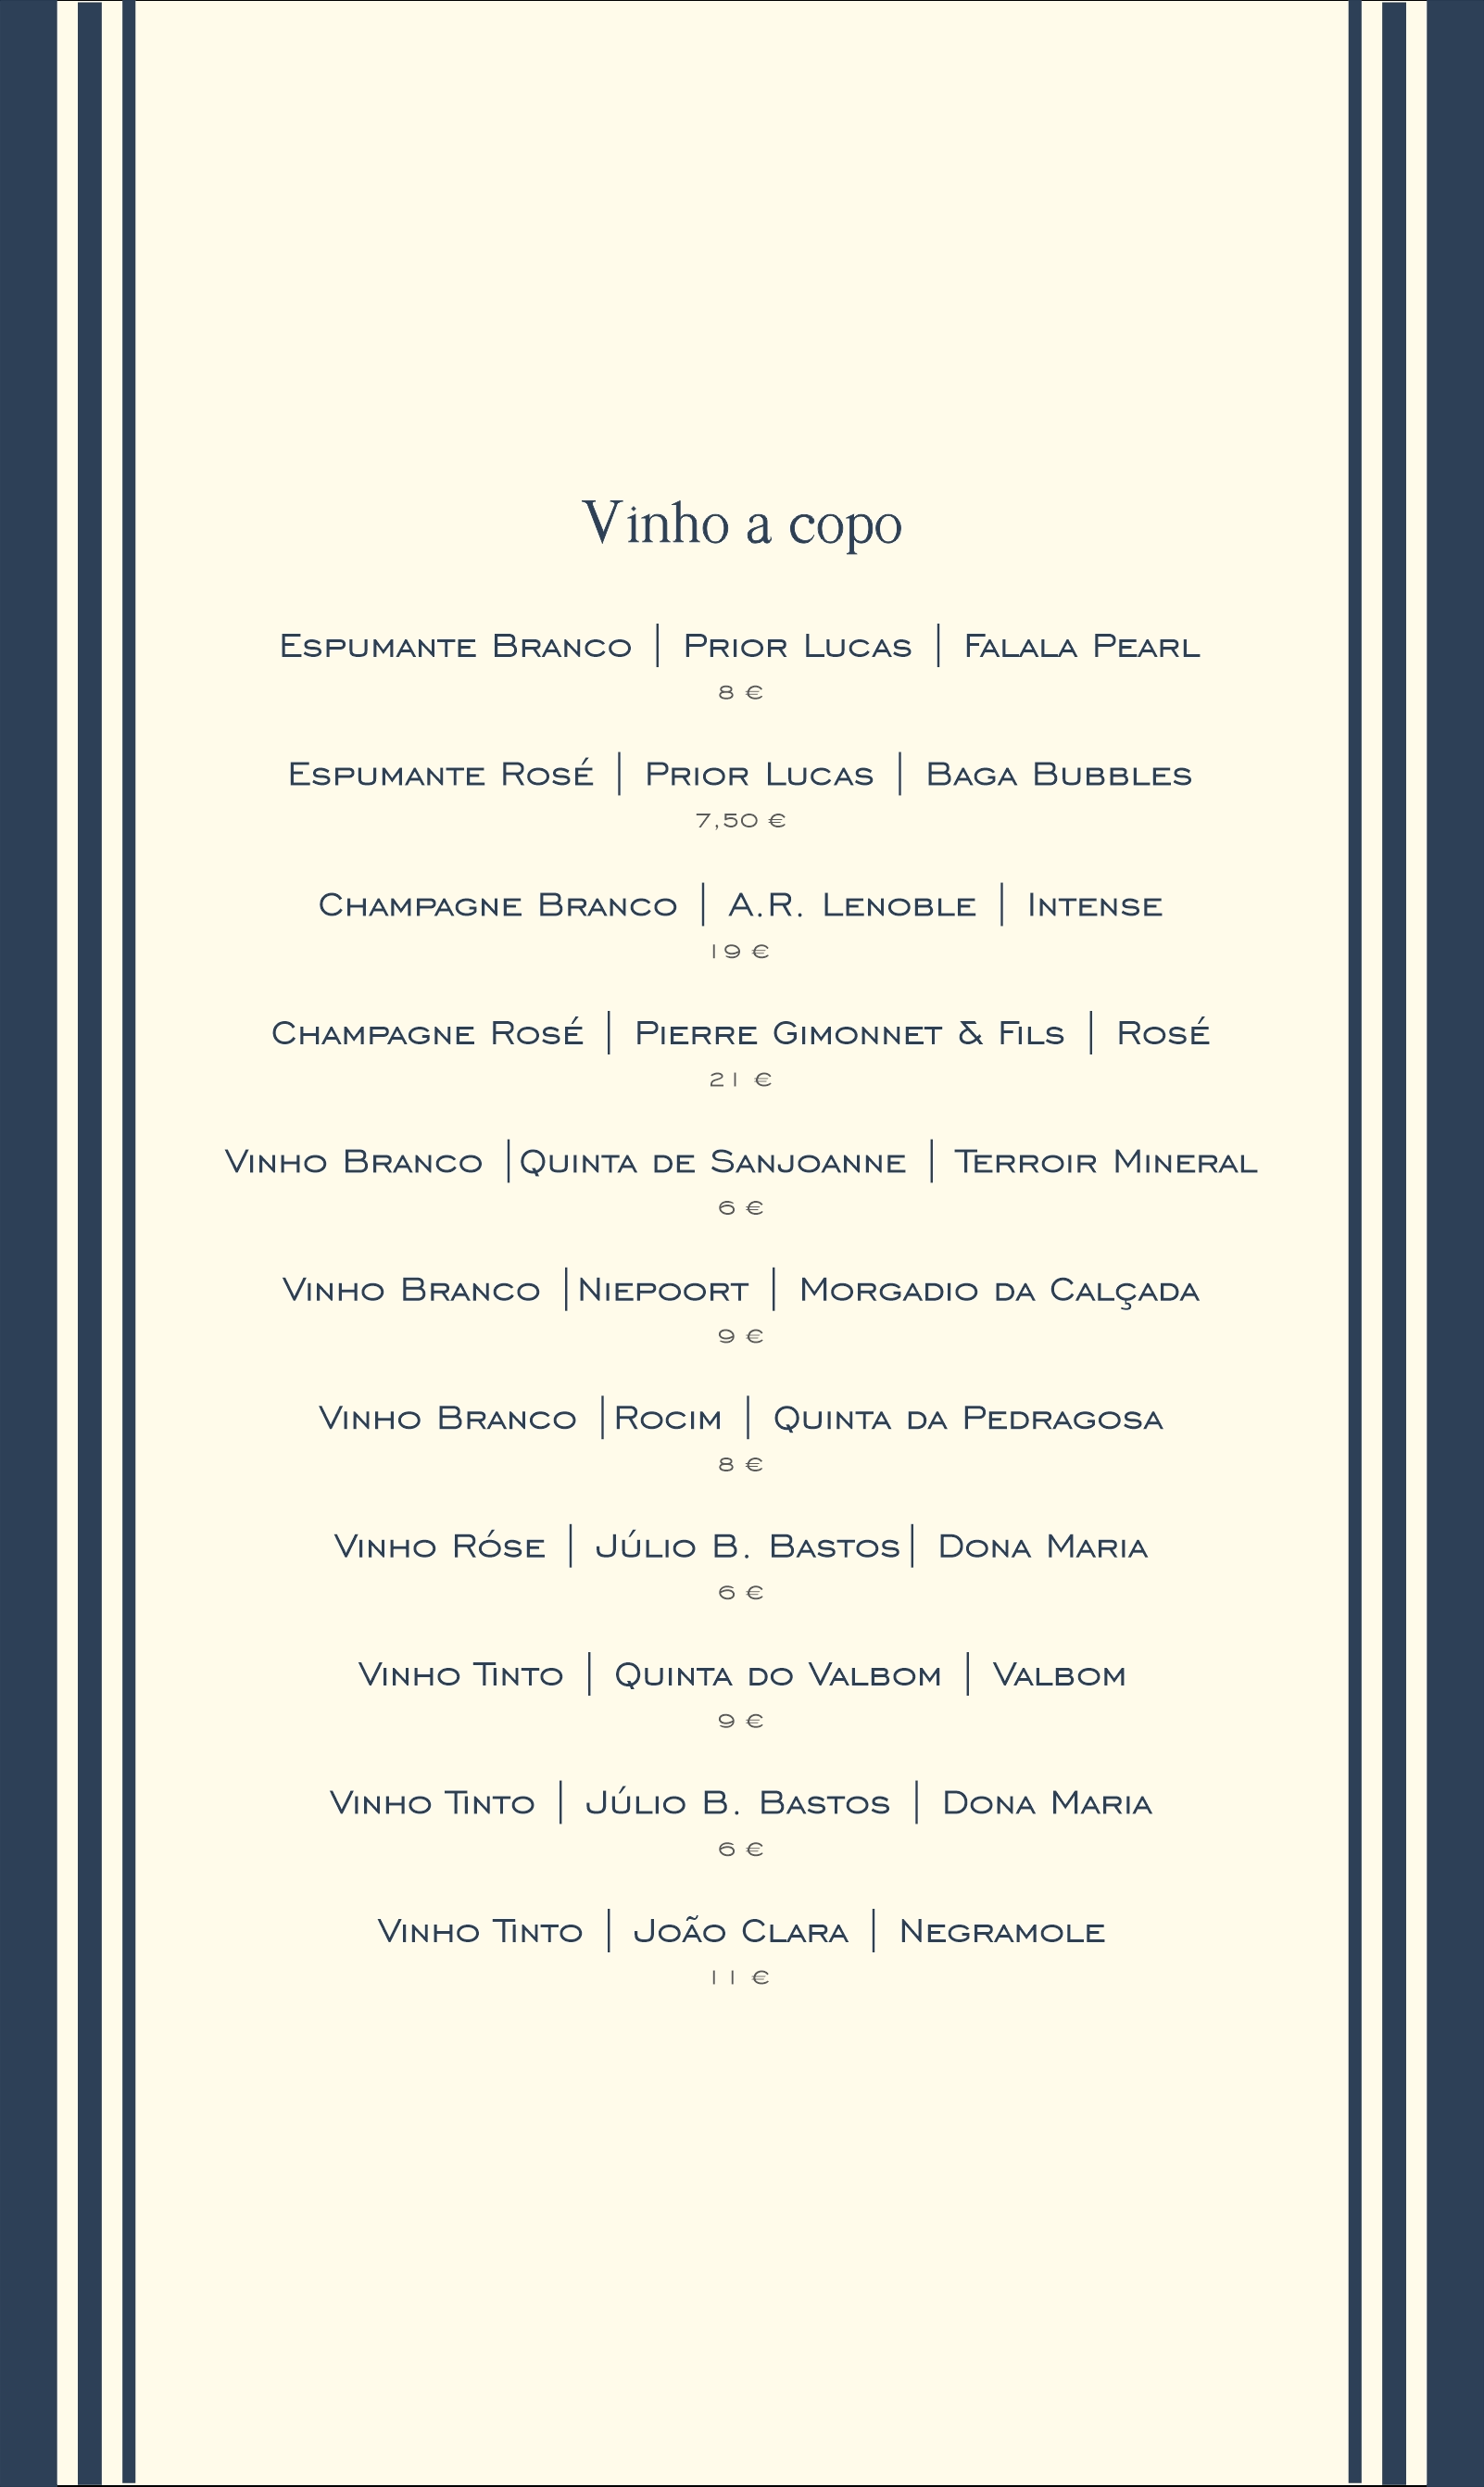 Vinho a copo
Espumante Branco | Prior Lucas | Falala Pearl
8 €
Espumante Rosé | Prior Lucas | Baga Bubbles
7,50 €
Champagne Branco | A.R. Lenoble | Intense
19 €
Champagne Rosé | Pierre Gimonnet & Fils | Rosé
21 €
Vinho Branco |Quinta de Sanjoanne | Terroir Mineral
6 €
Vinho Branco |Niepoort | Morgadio da Calçada
9 €
Vinho Branco |Rocim | Quinta da Pedragosa
8 €
Vinho Róse | Júlio B. Bastos| Dona Maria
6 €
Vinho Tinto | Quinta do Valbom | Valbom
9 €
Vinho Tinto | Júlio B. Bastos | Dona Maria
6 €
Vinho Tinto | João Clara | Negramole
11 €